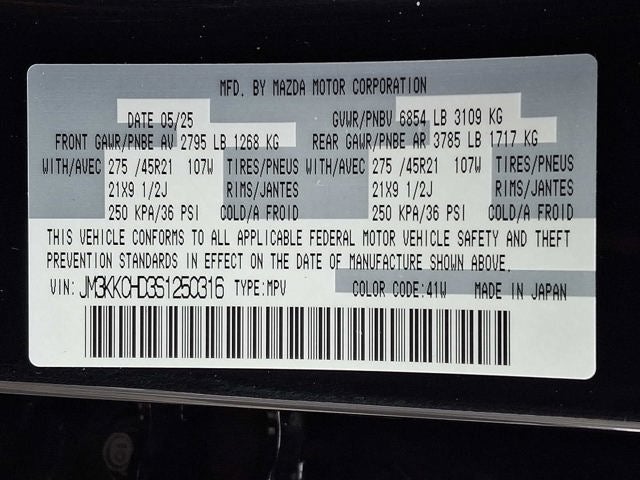 MFD. BY MAZDA MOTOR CORPORATION
DATE 05/25 GVWR/PNBV 6854 LB 3109 KG
FRONT GAWR/PNBE AV 2795 LB 1268 KG REAR GAWR/PNBE AR 3785 LB 1717 KG
WITH/AVEC 275 /45R21 107W TIRES/PNEUS WITH/AVEC 275 /45R21 107W TIRES/PNEUS
21X9 1/2J RIMS/JANTES 21X9 1/2J RIMS/JANTES
250 KPA/36 PSI COLD/A FROID 250 KPA/36 PSI COLD/A FROID
THIS VEHICLE CONFORMS TO ALL APPLICABLE FEDERAL MOTOR VEHICLE SAFETY AND THEFT
PREVENTION STANDARDS IN EFFECT ON THE DATE OF MANUFACTURE SHOWN ABOVE.
VIN: JM3KKCHD3S1250316 TYPE:MPV COLOR CODE:41W MADE IN JAPAN